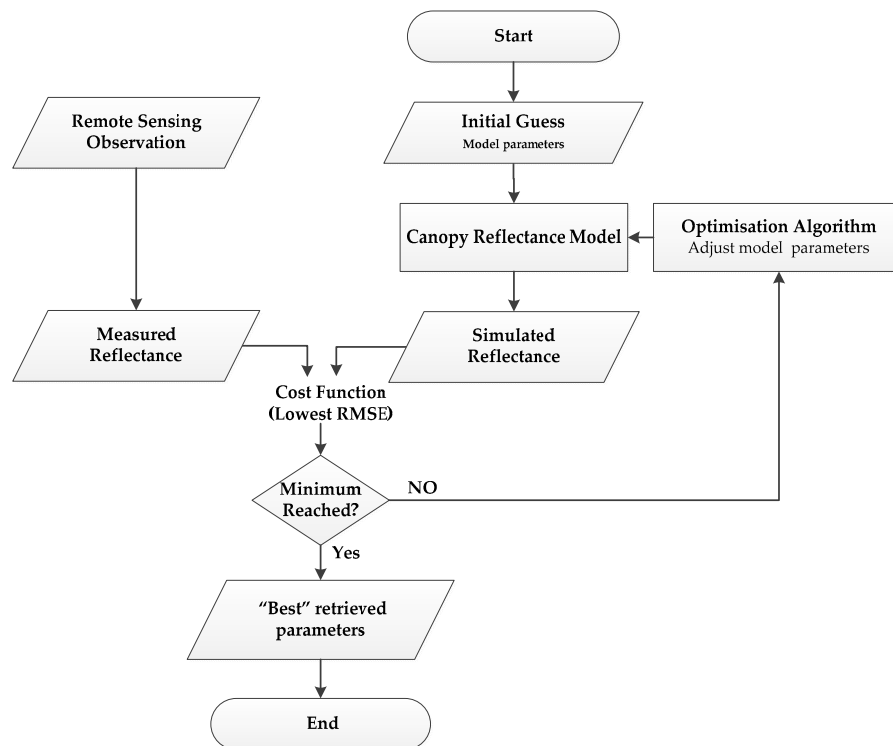 Start
Remote Sensing
Observation
Initial Guess
Model parameters
Canopy Reflectance Model
Optimisation Algorithm
Adjust model parameters
Measured
Reflectance
Simulated
Reflectance
Cost Function
(Lowest RMSE)
Minimum
Reached?
NO
Yes
“Best” retrieved
parameters
End